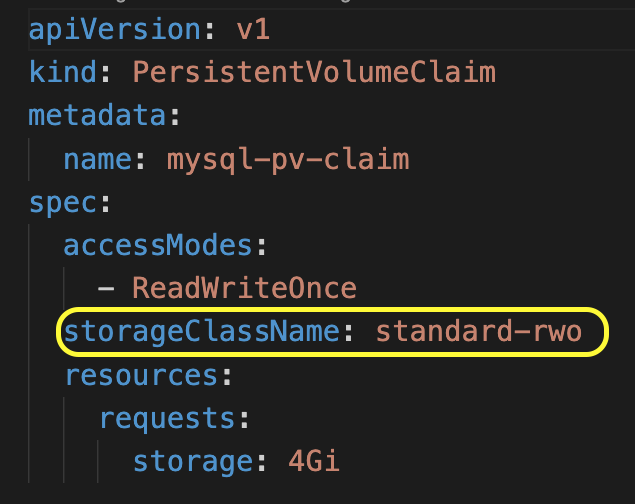 apiVersion: v1
kind: PersistentVolumeClaim
metadata:
  name: mysql-pv-claim
spec:
  accessModes:
    - ReadWriteOnce
  storageClassName: standard-rwo
  resources:
    requests:
      storage: 4Gi